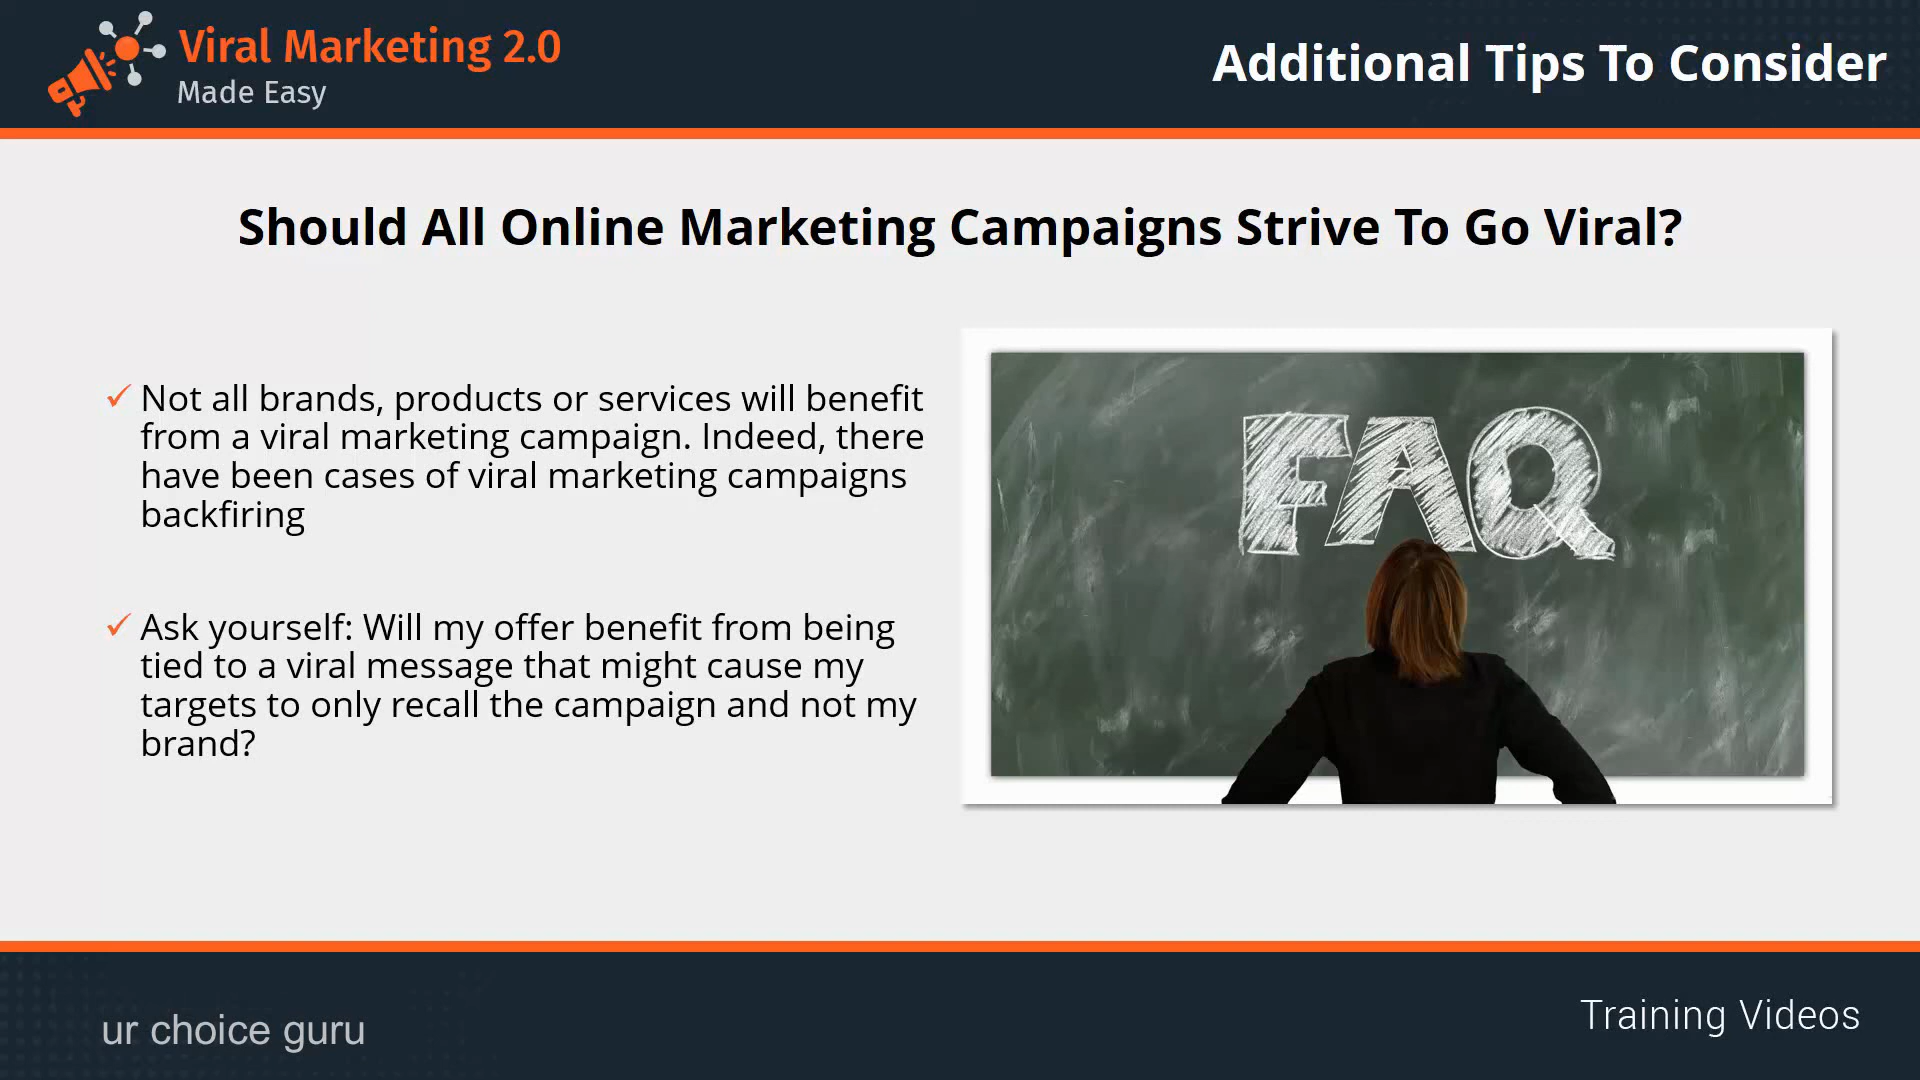 Viral Marketing 2.0
Made Easy
Additional Tips To Consider
Should All Online Marketing Campaigns Strive To Go Viral?
Not all brands, products or services will benefit
from a viral marketing campaign. Indeed, there
have been cases of viral marketing campaigns
backfiring
Ask yourself: Will my offer benefit from being
tied to a viral message that might cause my
targets to only recall the campaign and not my
brand?
FAQ
ur choice guru
Training Videos